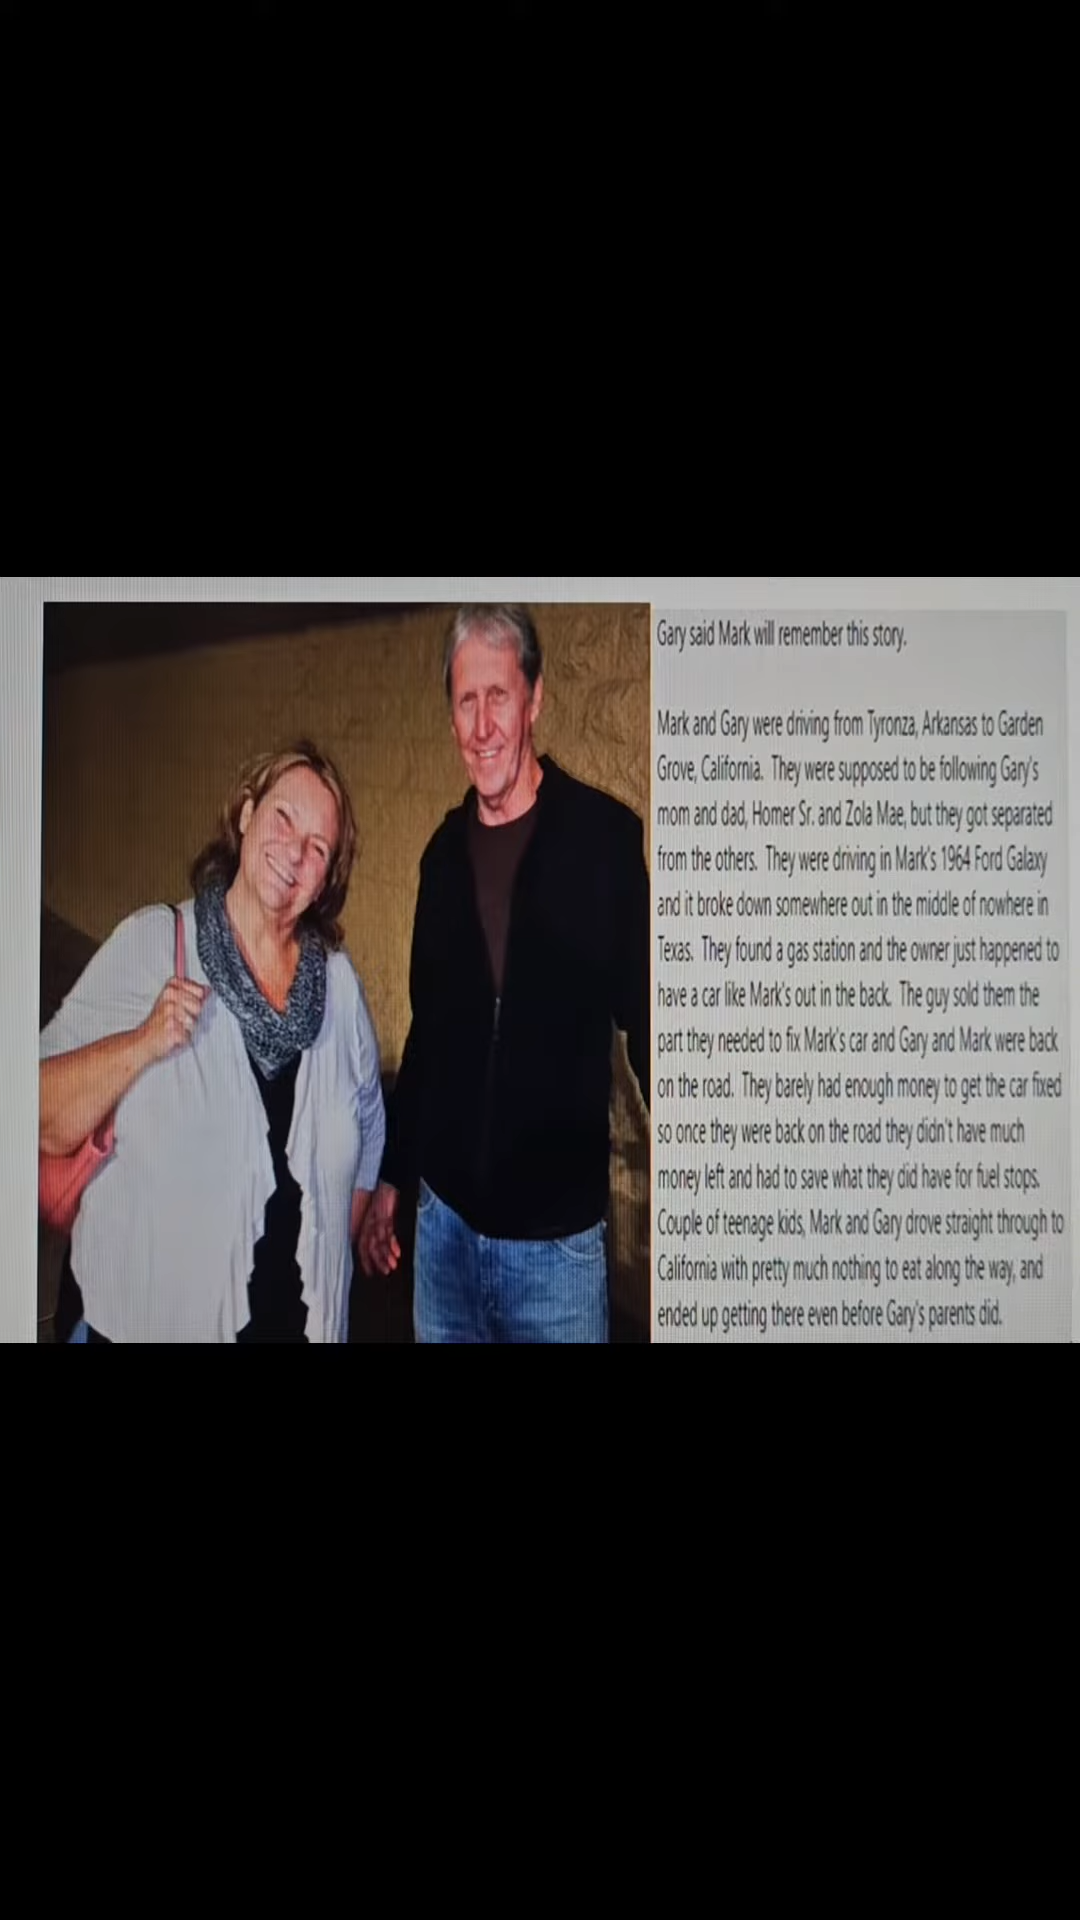 Gary said Mark will remember this story.
Mark and Gary were driving from Tyronza, Arkansas to Garden
Grove, California. They were supposed to be following Gary's
mom and dad, Homer Sr. and Zola Mae, but they got separated
from the others. They were driving in Mark's 1964 Ford Galaxy
and it broke down somewhere out in the middle of nowhere in
Texas. They found a gas station and the owner just happened to
have a car like Mark's out in the back. The guy sold them the
part they needed to fix Mark's car and Gary and Mark were back
on the road. They barely had enough money to get the car fixed
so once they were back on the road they didn't have much
money left and had to save what they did have for fuel stops.
Couple of teenage kids, Mark and Gary drove straight through to
California with pretty much nothing to eat along the way, and
ended up getting there even before Gary's parents did.